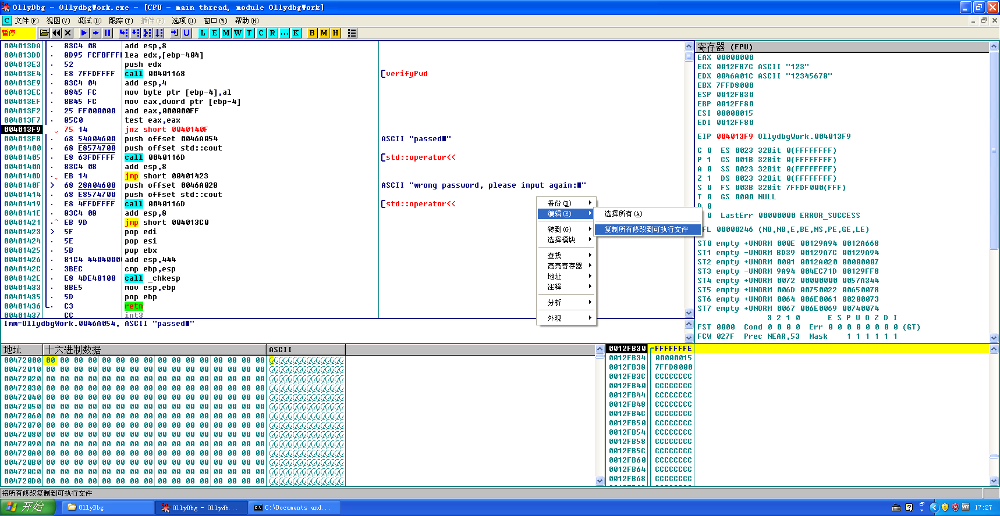 OllyDbg - OllydbgWork.exe - [CPU - main thread, module OllydbgWork]
C 文件(F) 视图(V) 调试(D) 跟踪(T) 插件(P) 选项(O) 窗口(W) 帮助(H)
暂停 L E M W T C R ... K B M H
004013DA 83C4 08 add esp,8
004013DD 8D95 FCFBFFF lea edx,[ebp-404]
004013E3 52 push edx
004013E4 E8 7FFDFFFF call 00401168 [verifyPwd
004013E9 83C4 04 add esp,4
004013EC 8845 FC mov byte ptr [ebp-4],al
004013EF 8B45 FC mov eax,dword ptr [ebp-4]
004013F2 25 FF000000 and eax,000000FF
004013F7 85C0 test eax,eax
004013F9 75 14 jnz short 0040140F
004013FB 68 54A04600 push offset 0046A054 ASCII "passed■"
00401400 68 E8574700 push offset std::cout
00401405 E8 63FDFFFF call 0040116D [std::operator<<
0040140A 83C4 08 add esp,8
0040140D EB 14 jmp short 00401423
0040140F > 68 28A04600 push offset 0046A028 ASCII "wrong password, please input again:■"
00401414 68 E8574700 push offset std::cout
00401419 E8 4FFDFFFF call 0040116D [std::operator<<
0040141E 83C4 08 add esp,8
00401421 EB 9D jmp short 004013C0
00401423 > 5F pop edi
00401424 5E pop esi
00401425 5B pop ebx
00401426 81C4 4404000 add esp,444
0040142C 3BEC cmp ebp,esp
0040142E E8 4DE40100 call _chkesp
00401433 8BE5 mov esp,ebp
00401435 5D pop ebp
00401436 C3 retn
00401437 CC int3
Imm=OllydbgWork.0046A054, ASCII "passed■"
备份(B)
编辑(E)
转到(G)
选择模块
查找
高亮寄存器
地址
注释
分析
外观
选择所有(A)
复制所有修改到可执行文件
寄存器 (FPU)
EAX 00000000
ECX 0012FB7C ASCII "123"
EDX 0046A01C ASCII "12345678"
EBX 7FFD8000
ESP 0012FB30
EBP 0012FF80
ESI 00000015
EDI 0012FF80
EIP 004013F9 OllydbgWork.004013F9
C 0 ES 0023 32Bit 0(FFFFFFFF)
P 1 CS 001B 32Bit 0(FFFFFFFF)
A 0 SS 0023 32Bit 0(FFFFFFFF)
Z 1 DS 0023 32Bit 0(FFFFFFFF)
S 0 FS 003B 32Bit 7FFDF000(FFF)
T 0 GS 0000 NULL
D 0
0 LastErr 00000000 ERROR_SUCCESS
FL 00000246 (NO,NB,E,BE,NS,PE,GE,LE)
ST0 empty +UNORM 000E 00129A94 0012A668
ST1 empty -UNORM BD39 00129A7C 00129A94
ST2 empty +UNORM 0001 0012A020 00000007
ST3 empty -UNORM 9A94 004EC71D 00129FF8
ST4 empty +UNORM 0072 00000000 0057A344
ST5 empty +UNORM 006D 00750022 00650078
ST6 empty +UNORM 0064 006E0061 00200073
ST7 empty +UNORM 0067 006E0069 00740074
3 2 1 0 E S P U O Z D I
FST 0000 Cond 0 0 0 0 Err 0 0 0 0 0 0 0 0 (GT)
FCW 027F Prec NEAR,53 Mask 1 1 1 1 1 1
地址 十六进制数据 ASCII
00472000 00 00 00 00 00 00 00 00 00 00 00 00 00 00 00 00
00472010 00 00 00 00 00 00 00 00 00 00 00 00 00 00 00 00
00472020 00 00 00 00 00 00 00 00 00 00 00 00 00 00 00 00
00472030 00 00 00 00 00 00 00 00 00 00 00 00 00 00 00 00
00472040 00 00 00 00 00 00 00 00 00 00 00 00 00 00 00 00
00472050 00 00 00 00 00 00 00 00 00 00 00 00 00 00 00 00
00472060 00 00 00 00 00 00 00 00 00 00 00 00 00 00 00 00
00472070 00 00 00 00 00 00 00 00 00 00 00 00 00 00 00 00
00472080 00 00 00 00 00 00 00 00 00 00 00 00 00 00 00 00
00472090 00 00 00 00 00 00 00 00 00 00 00 00 00 00 00 00
004720A0 00 00 00 00 00 00 00 00 00 00 00 00 00 00 00 00
004720B0 00 00 00 00 00 00 00 00 00 00 00 00 00 00 00 00
004720C0 00 00 00 00 00 00 00 00 00 00 00 00 00 00 00 00
004720D0 00 00 00 00 00 00 00 00 00 00 00 00 00 00 00 00
0012FB30 FFFFFFFE
0012FB34 00000015
0012FB38 7FFD8000
0012FB3C CCCCCCCC
0012FB40 CCCCCCCC
0012FB44 CCCCCCCC
0012FB48 CCCCCCCC
0012FB4C CCCCCCCC
0012FB50 CCCCCCCC
0012FB54 CCCCCCCC
0012FB58 CCCCCCCC
0012FB5C CCCCCCCC
0012FB60 CCCCCCCC
0012FB64 CCCCCCCC
0012FB68 CCCCCCCC
将所有修改复制到可执行文件
开始 OllyDbg OllyDbg - Ollydb... C:\Documents and... 17:27